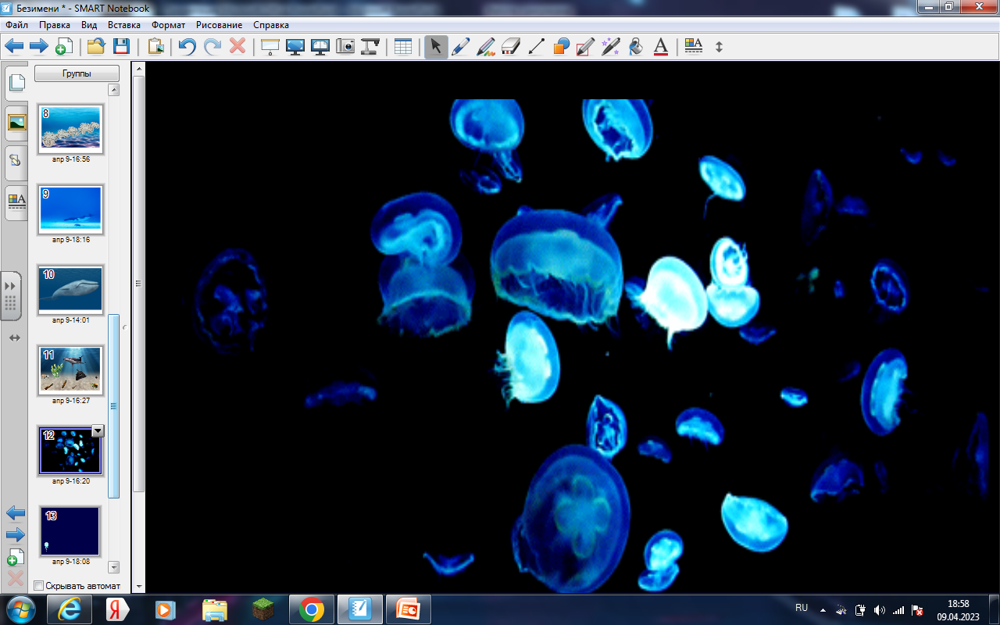 Безимени * - SMART Notebook
Файл Правка Вид Вставка Формат Рисование Справка
Группы
8
апр 9-16:56
9
апр 9-18:16
10
апр 9-14:01
11
апр 9-16:27
12
апр 9-16:20
13
апр 9-18:08
Скрывать автомат
RU
18:58
09.04.2023